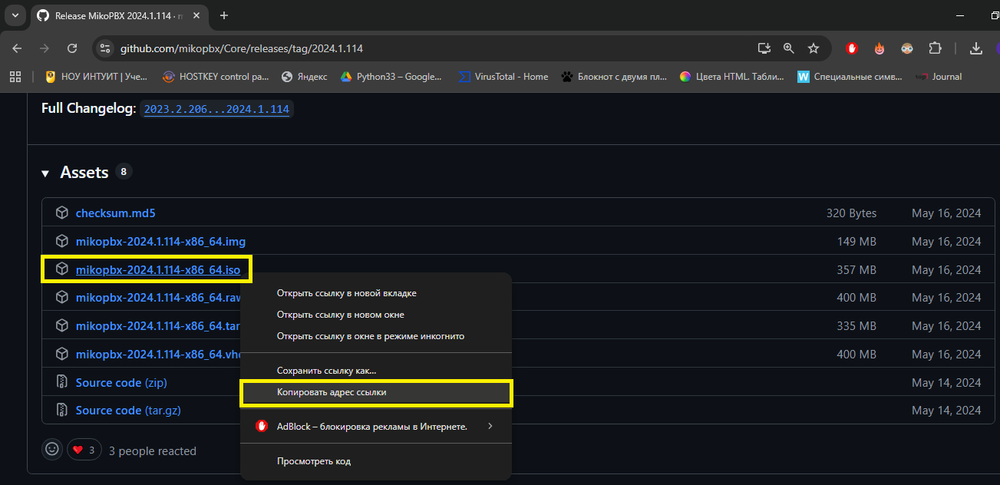 Release MikoPBX 2024.1.114 ·
github.com/mikopbx/Core/releases/tag/2024.1.114
НОУ ИНТУИТ | Уче... HOSTKEY control pa... Яндекс Python33 – Google... VirusTotal - Home Блокнот с двумя пл... Цвета HTML. Табли... W Специальные симв... Journal
Full Changelog: 2023.2.206...2024.1.114
Assets 8
checksum.md5 320 Bytes May 16, 2024
mikopbx-2024.1.114-x86_64.img 149 MB May 16, 2024
mikopbx-2024.1.114-x86_64.iso 357 MB May 16, 2024
mikopbx-2024.1.114-x86_64.raw 400 MB May 16, 2024
mikopbx-2024.1.114-x86_64.tar 335 MB May 16, 2024
mikopbx-2024.1.114-x86_64.vh 400 MB May 16, 2024
Source code (zip) May 14, 2024
Source code (tar.gz) May 14, 2024
Открыть ссылку в новой вкладке
Открыть ссылку в новом окне
Открыть ссылку в окне в режиме инкогнито
Сохранить ссылку как...
Копировать адрес ссылки
AdBlock – блокировка рекламы в Интернете.
Просмотреть код
3 3 people reacted